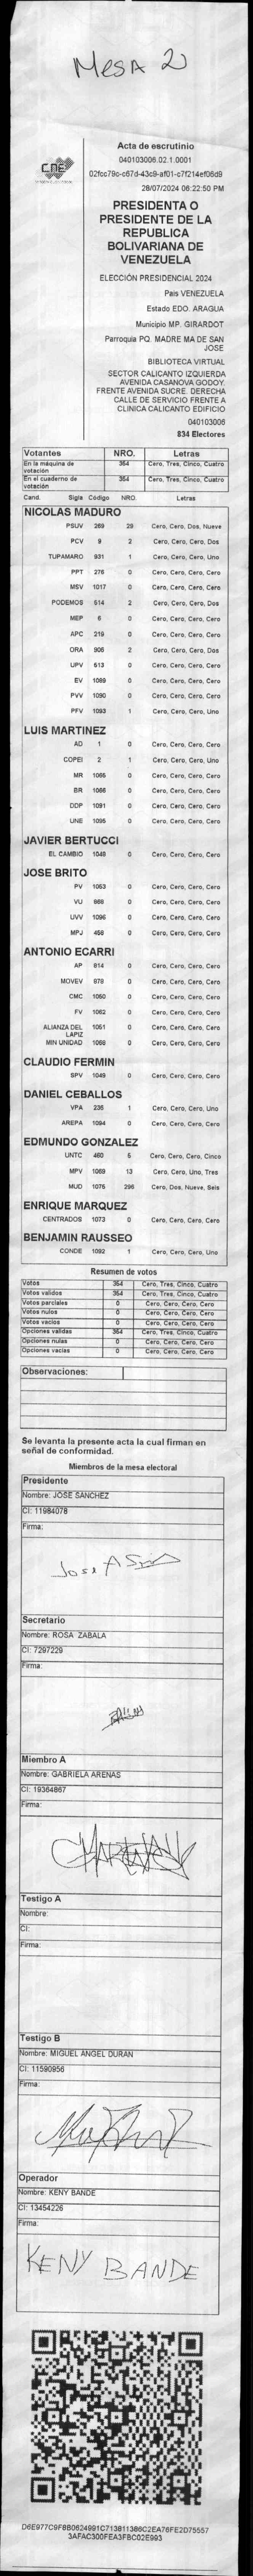 Mesa 2
CNE
Acta de escrutinio
040103006.02.1.0001
02fcc79c-c67d-43c9-af01-c7f214ef06d9
28/07/2024 06:22:50 PM
PRESIDENTA O
PRESIDENTE DE LA
REPUBLICA
BOLIVARIANA DE
VENEZUELA
ELECCIÓN PRESIDENCIAL 2024
Pais VENEZUELA
Estado EDO. ARAGUA
Municipio MP. GIRARDOT
Parroquia PQ. MADRE MA DE SAN
JOSE
BIBLIOTECA VIRTUAL
SECTOR CALICANTO IZQUIERDA
AVENIDA CASANOVA GODOY.
FRENTE AVENIDA SUCRE. DERECHA
CALLE DE SERVICIO FRENTE A
CLINICA CALICANTO EDIFICIO
040103006
834 Electores
Votantes NRO. Letras
En la máquina de votación 354 Cero, Tres, Cinco, Cuatro
En el cuaderno de votación 354 Cero, Tres, Cinco, Cuatro
Cand. Sigla Código NRO. Letras
NICOLAS MADURO
PSUV 269 29 Cero, Cero, Dos, Nueve
PCV 9 2 Cero, Cero, Cero, Dos
TUPAMARO 931 1 Cero, Cero, Cero, Uno
PPT 276 0 Cero, Cero, Cero, Cero
MSV 1017 0 Cero, Cero, Cero, Cero
PODEMOS 514 2 Cero, Cero, Cero, Dos
MEP 6 0 Cero, Cero, Cero, Cero
APC 219 0 Cero, Cero, Cero, Cero
ORA 906 2 Cero, Cero, Cero, Dos
UPV 613 0 Cero, Cero, Cero, Cero
EV 1089 0 Cero, Cero, Cero, Cero
PVV 1090 0 Cero, Cero, Cero, Cero
PFV 1093 1 Cero, Cero, Cero, Uno
LUIS MARTINEZ
AD 1 0 Cero, Cero, Cero, Cero
COPEI 2 1 Cero, Cero, Cero, Uno
MR 1065 0 Cero, Cero, Cero, Cero
BR 1066 0 Cero, Cero, Cero, Cero
DDP 1091 0 Cero, Cero, Cero, Cero
UNE 1095 0 Cero, Cero, Cero, Cero
JAVIER BERTUCCI
EL CAMBIO 1048 0 Cero, Cero, Cero, Cero
JOSE BRITO
PV 1053 0 Cero, Cero, Cero, Cero
VU 968 0 Cero, Cero, Cero, Cero
UVV 1096 0 Cero, Cero, Cero, Cero
MPJ 458 0 Cero, Cero, Cero, Cero
ANTONIO ECARRI
AP 814 0 Cero, Cero, Cero, Cero
MOVEV 978 0 Cero, Cero, Cero, Cero
CMC 1050 0 Cero, Cero, Cero, Cero
FV 1062 0 Cero, Cero, Cero, Cero
ALIANZA DEL LAPIZ 1051 0 Cero, Cero, Cero, Cero
MIN UNIDAD 1058 0 Cero, Cero, Cero, Cero
CLAUDIO FERMIN
SPV 1049 0 Cero, Cero, Cero, Cero
DANIEL CEBALLOS
VPA 236 1 Cero, Cero, Cero, Uno
AREPA 1094 0 Cero, Cero, Cero, Cero
EDMUNDO GONZALEZ
UNTC 460 5 Cero, Cero, Cero, Cinco
MPV 1069 13 Cero, Cero, Uno, Tres
MUD 1075 296 Cero, Dos, Nueve, Seis
ENRIQUE MARQUEZ
CENTRADOS 1073 0 Cero, Cero, Cero, Cero
BENJAMIN RAUSSEO
CONDE 1092 1 Cero, Cero, Cero, Uno
Resumen de votos
Votos 354 Cero, Tres, Cinco, Cuatro
Votos validos 354 Cero, Tres, Cinco, Cuatro
Votos parciales 0 Cero, Cero, Cero, Cero
Votos nulos 0 Cero, Cero, Cero, Cero
Votos vacios 0 Cero, Cero, Cero, Cero
Opciones validas 354 Cero, Tres, Cinco, Cuatro
Opciones nulas 0 Cero, Cero, Cero, Cero
Opciones vacias 0 Cero, Cero, Cero, Cero
Observaciones:
Se levanta la presente acta la cual firman en
señal de conformidad.
Miembros de la mesa electoral
Presidente
Nombre: JOSE SANCHEZ
CI: 11984078
Firma:
Secretario
Nombre: ROSA ZABALA
CI: 7297229
Firma:
Miembro A
Nombre: GABRIELA ARENAS
CI: 19364867
Firma:
Testigo A
Nombre:
CI:
Firma:
Testigo B
Nombre: MIGUEL ANGEL DURAN
CI: 11590956
Firma:
Operador
Nombre: KENY BANDE
CI: 13454226
Firma:
KENY BANDE
D6E977C9F8B0624991C713811386C2EA76FE2D75557
3AFAC300FEA3FBC02E993